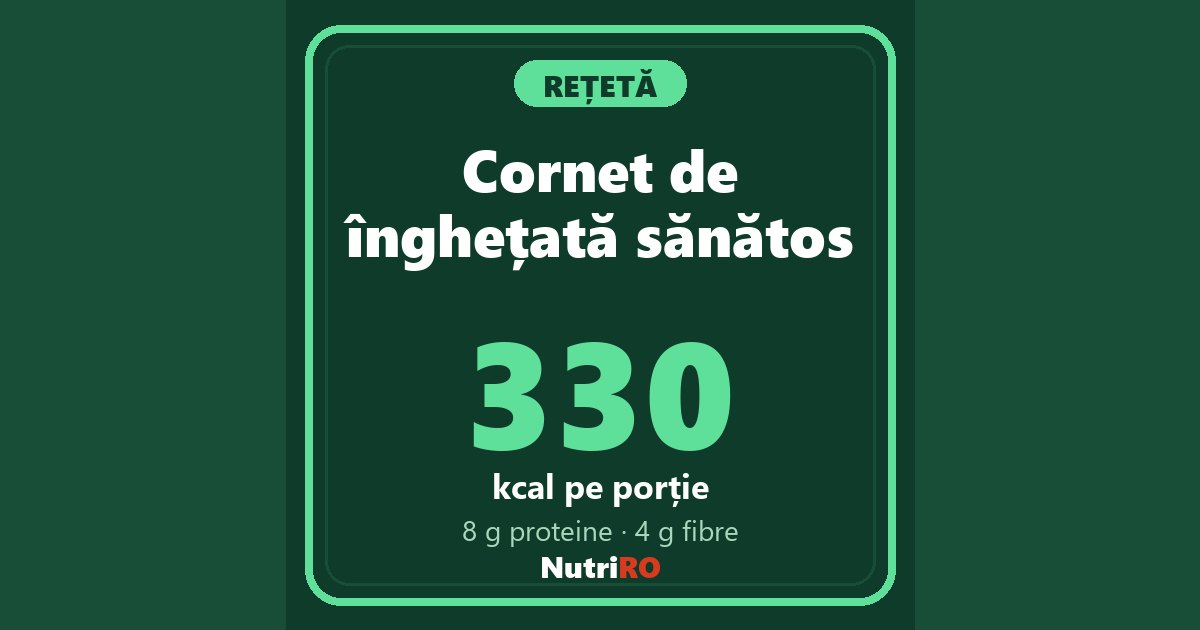 REȚETĂ
Cornet de
înghețată sănătos
330
kcal pe porție
8 g proteine · 4 g fibre
NutriRO